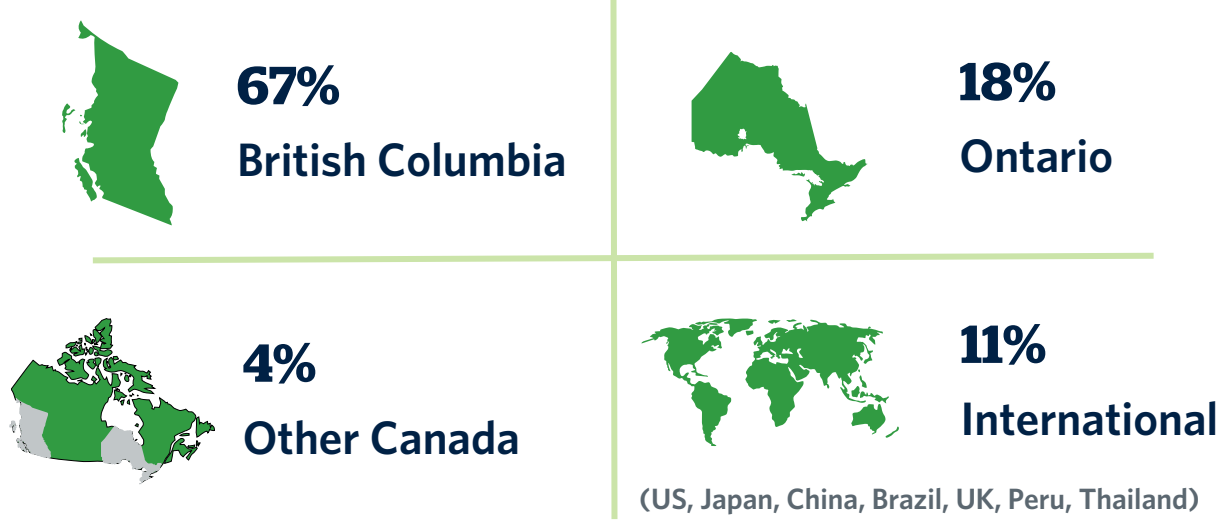 67%
British Columbia
18%
Ontario
4%
Other Canada
11%
International
(US, Japan, China, Brazil, UK, Peru, Thailand)